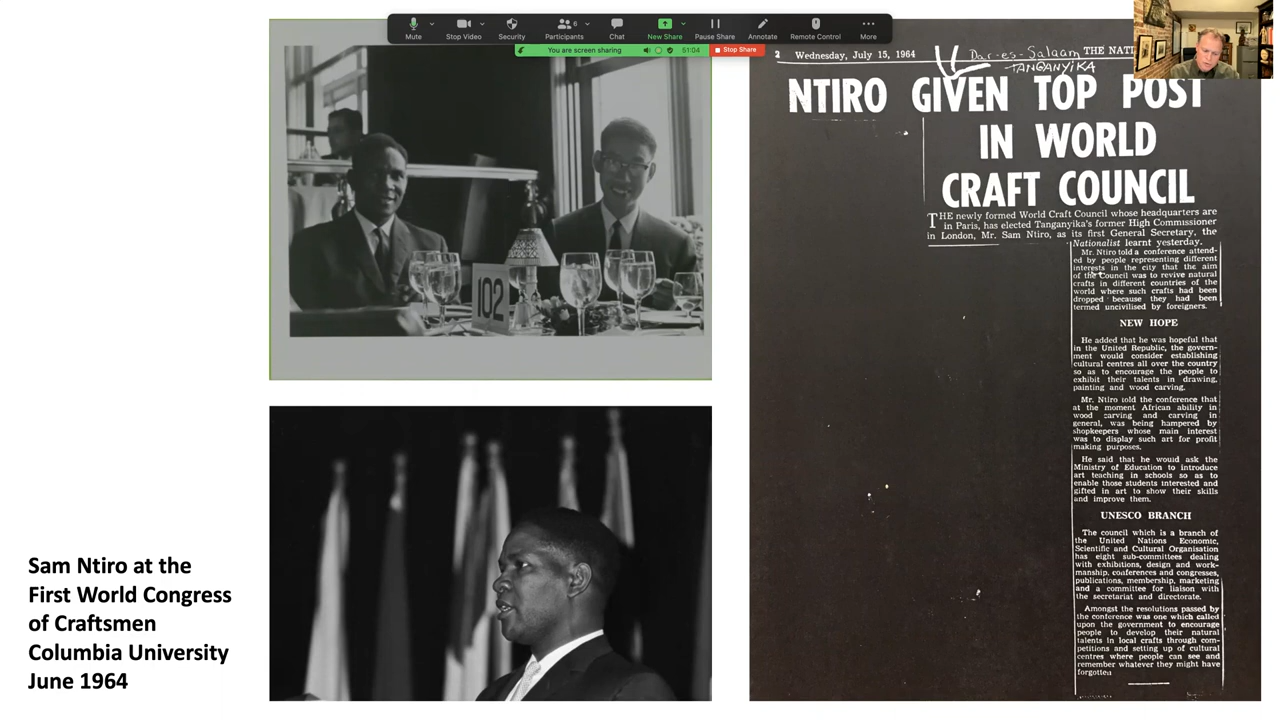 Mute
Stop Video
Security
Participants
6
Chat
New Share
Pause Share
Annotate
Remote Control
More
You are screen sharing
51:04
Stop Share
102
Sam Ntiro at the
First World Congress
of Craftsmen
Columbia University
June 1964
2 Wednesday, July 15, 1964 Dar-es-Salaam THE NATI
TANGANYIKA
NTIRO GIVEN TOP POST
IN WORLD
CRAFT COUNCIL
THE newly formed World Craft Council whose headquarters are
in Paris, has elected Tanganyika's former High Commissioner
in London, Mr. Sam Ntiro, as its first General Secretary, the
Nationalist learnt yesterday.
Mr. Ntiro told a conference attend-
ed by people representing different
interests in the city that the aim
of the Council was to revive natural
crafts in different countries of the
world where such crafts had been
dropped because they had been
termed uncivilised by foreigners.
NEW HOPE
He added that he was hopeful that
in the United Republic, the govern-
ment would consider establishing
cultural centres all over the country
so as to encourage the people to
exhibit their talents in drawing,
painting and wood carving.
Mr. Ntiro told the conference that
at the moment African ability in
wood carving and carving in
general, was being hampered by
shopkeepers whose main interest
was to display such art for profit
making purposes.
He said that he would ask the
Ministry of Education to introduce
art teaching in schools so as to
enable those students interested and
gifted in art to show their skills
and improve them.
UNESCO BRANCH
The council which is a branch of
the United Nations Economic,
Scientific and Cultural Organisation
has eight sub-committees dealing
with exhibitions, design and work-
manship, conferences and congresses,
publications, membership, marketing
and a committee for liaison with
the secretariat and directorate.
Amongst the resolutions passed by
the conference was one which called
upon the government to encourage
people to develop their natural
talents in local crafts through com-
petitions and setting up of cultural
centres where people can see and
remember whatever they might have
forgotten